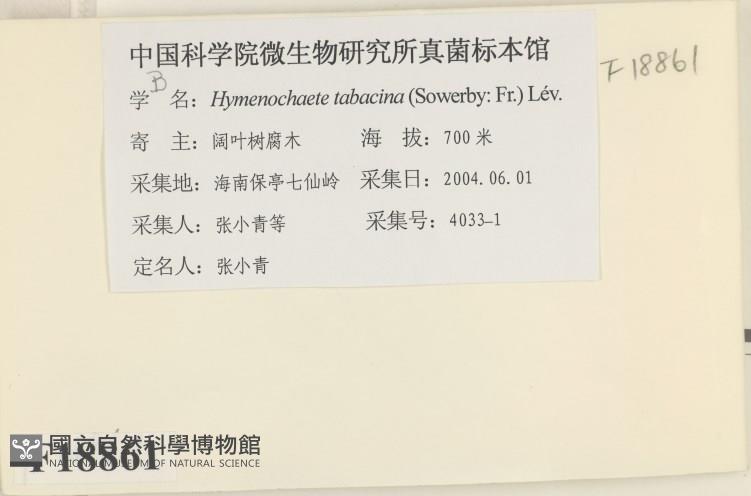 中国科学院微生物研究所真菌标本馆
F18861
B
学 名：Hymenochaete tabacina (Sowerby: Fr.) Lév.
寄 主：阔叶树腐木 海 拔：700 米
采集地：海南保亭七仙岭 采集日：2004.06.01
采集人：张小青等 采集号：4033-1
定名人：张小青
國立自然科學博物館
NATIONAL MUSEUM OF NATURAL SCIENCE
F18861